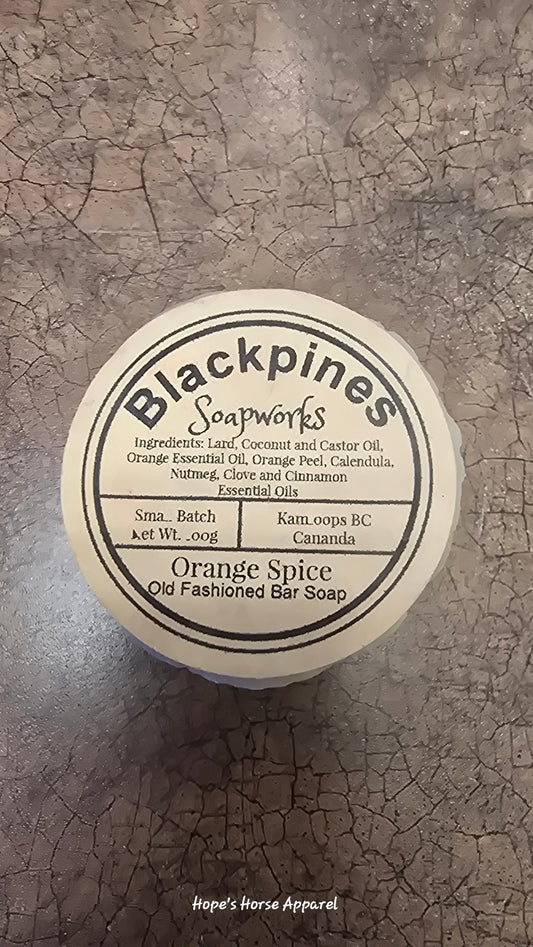 Blackpines
Soapworks
Ingredients: Lard, Coconut and Castor Oil,
Orange Essential Oil, Orange Peel, Calendula,
Nutmeg, Clove and Cinnamon
Essential Oils
Batch
Wt.
BC
Cananda
Orange Spice
Old Fashioned Bar Soap
Hope's Horse Apparel